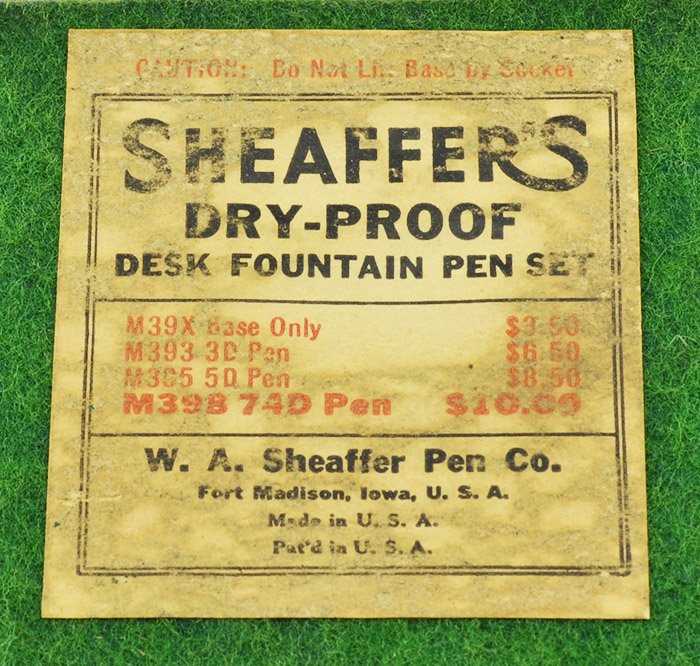 CAUTION: Do Not Lift Base by Socket
SHEAFFER'S
DRY-PROOF
DESK FOUNTAIN PEN SET
M39X Base Only $3.50
M393 3D Pen $6.50
M395 5D Pen $8.50
M398 74D Pen $10.00
W. A. Sheaffer Pen Co.
Fort Madison, Iowa, U. S. A.
Made in U. S. A.
Pat'd in U. S. A.